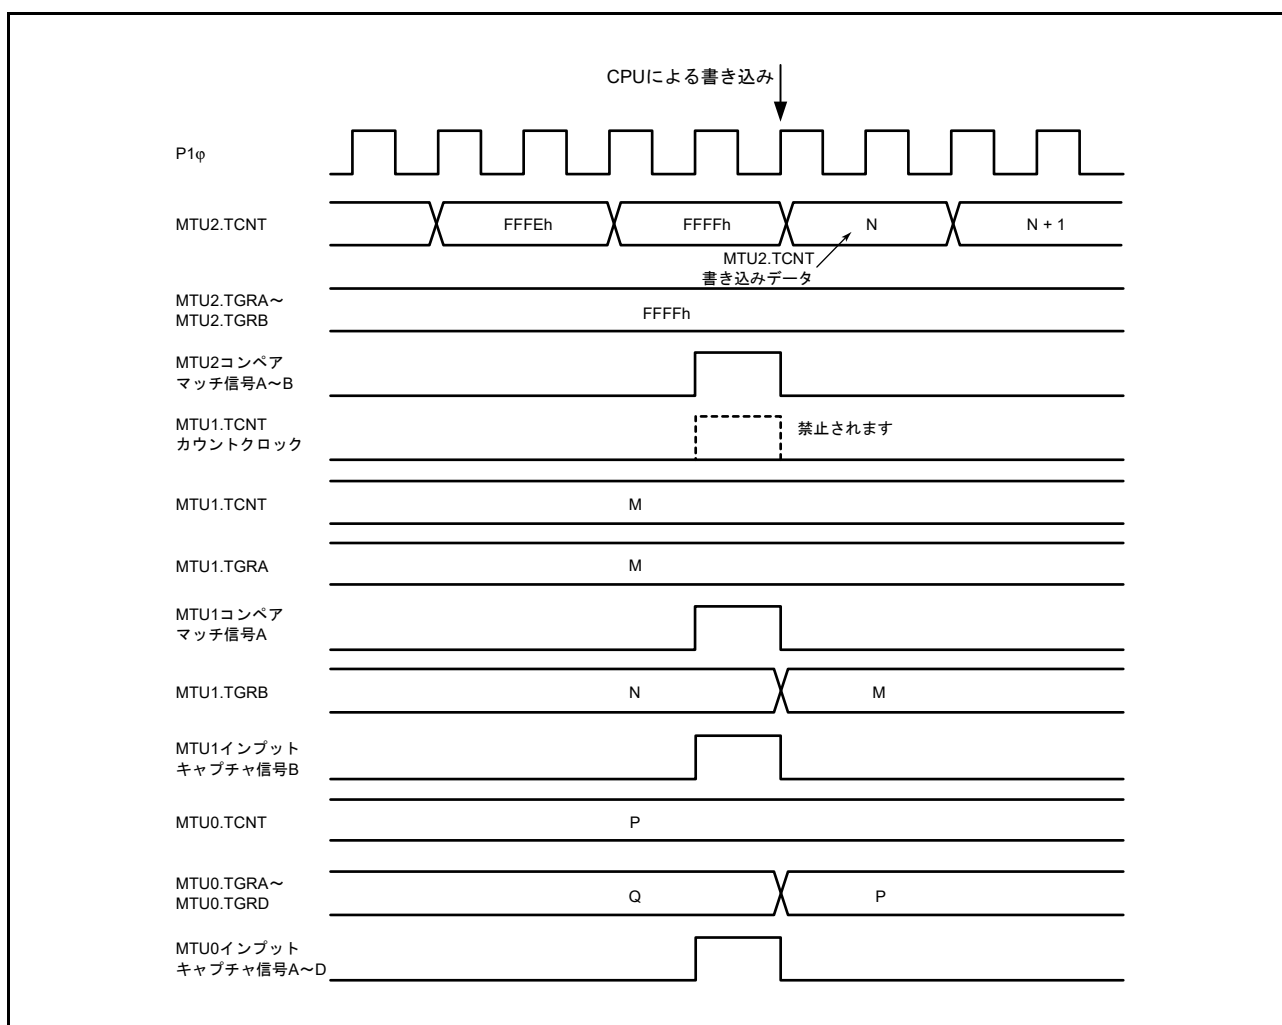 CPUによる書き込み
P1φ
MTU2.TCNT
FFFEh
FFFFh
N
N + 1
MTU2.TCNT
書き込みデータ
MTU2.TGRA～
MTU2.TGRB
FFFFh
MTU2コンペア
マッチ信号A～B
MTU1.TCNT
カウントクロック
禁止されます
MTU1.TCNT
M
MTU1.TGRA
M
MTU1コンペア
マッチ信号A
MTU1.TGRB
N
M
MTU1インプット
キャプチャ信号B
MTU0.TCNT
P
MTU0.TGRA～
MTU0.TGRD
Q
P
MTU0インプット
キャプチャ信号A～D